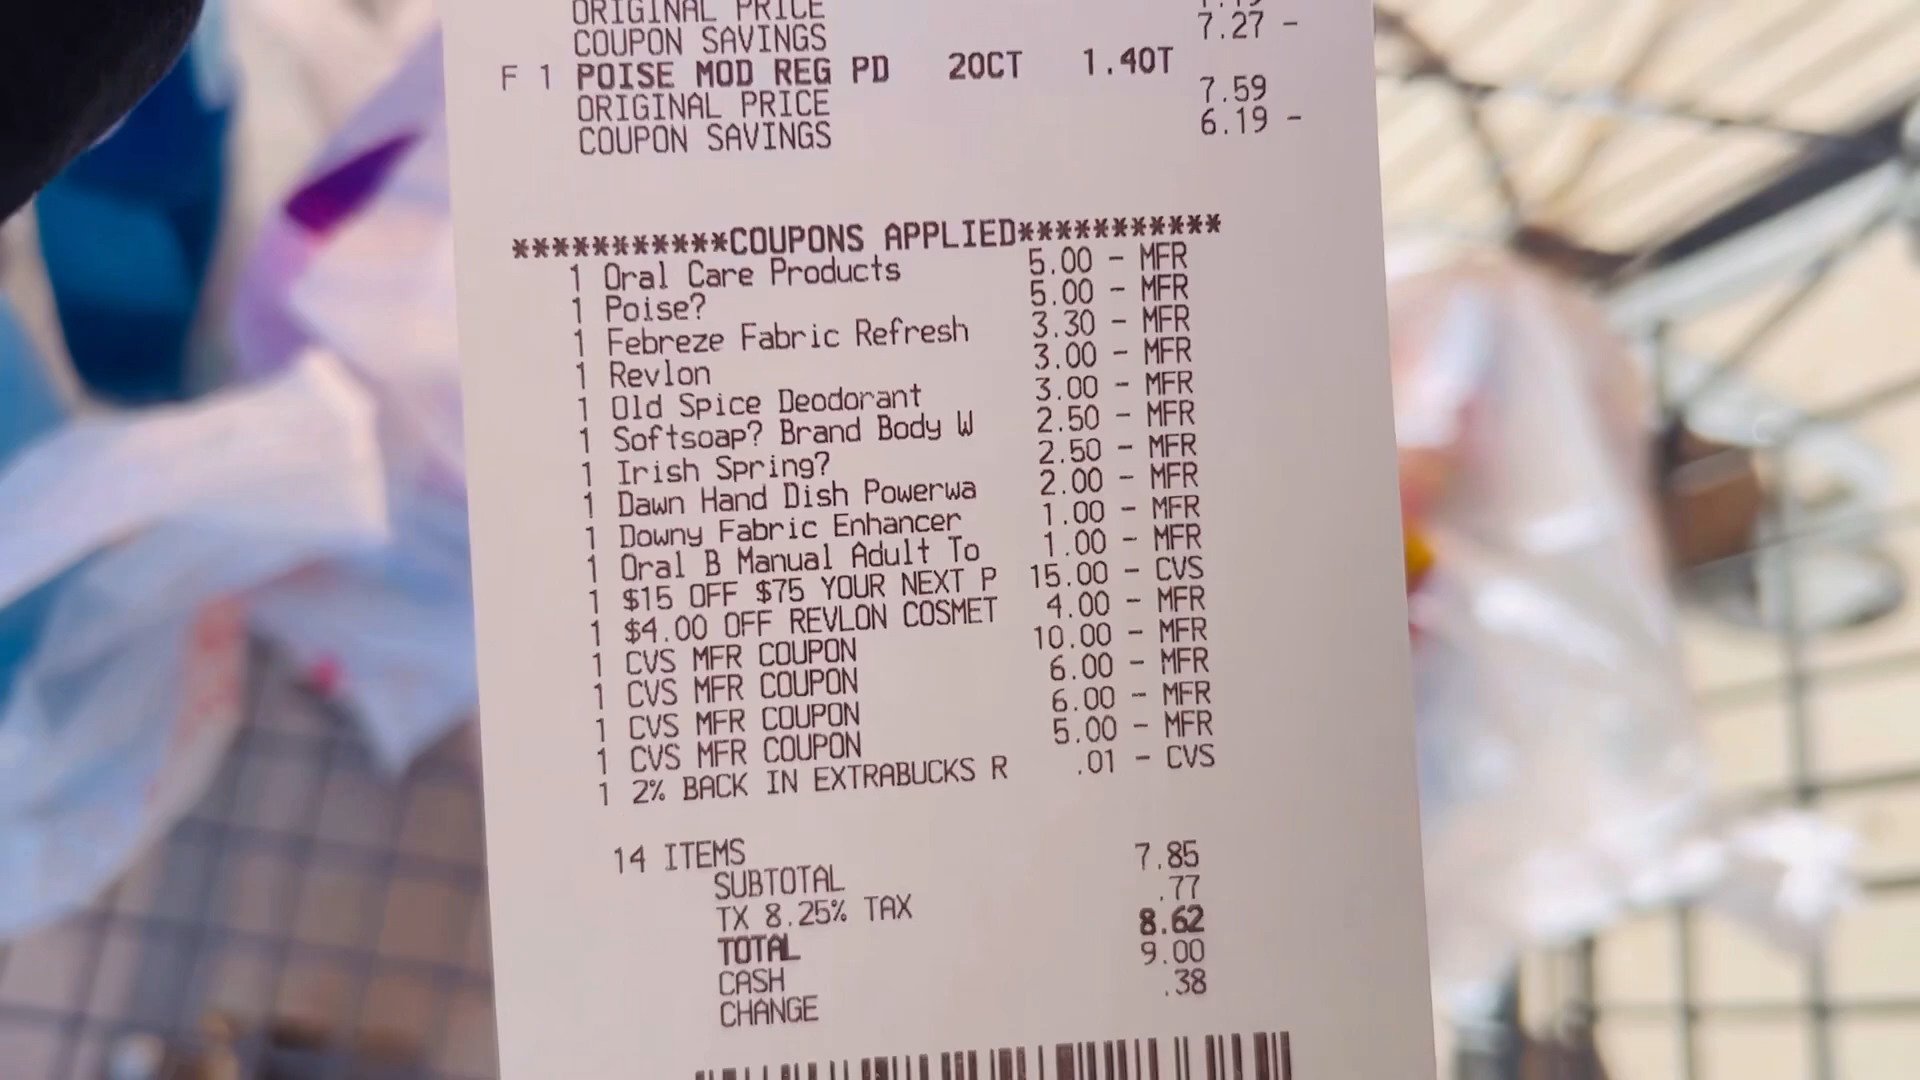 ORIGINAL PRICE
COUPON SAVINGS 7.27 -
F 1 POISE MOD REG PD 20CT 1.40T
ORIGINAL PRICE 7.59
COUPON SAVINGS 6.19 -
***********COUPONS APPLIED***********
1 Oral Care Products 5.00 - MFR
1 Poise? 5.00 - MFR
1 Febreze Fabric Refresh 3.30 - MFR
1 Revlon 3.00 - MFR
1 Old Spice Deodorant 3.00 - MFR
1 Softsoap? Brand Body W 2.50 - MFR
1 Irish Spring? 2.50 - MFR
1 Dawn Hand Dish Powerwa 2.00 - MFR
1 Downy Fabric Enhancer 1.00 - MFR
1 Oral B Manual Adult To 1.00 - MFR
1 $15 OFF $75 YOUR NEXT P 15.00 - CVS
1 $4.00 OFF REVLON COSMET 4.00 - MFR
1 CVS MFR COUPON 10.00 - MFR
1 CVS MFR COUPON 6.00 - MFR
1 CVS MFR COUPON 6.00 - MFR
1 CVS MFR COUPON 5.00 - MFR
1 2% BACK IN EXTRABUCKS R .01 - CVS
14 ITEMS
SUBTOTAL 7.85
TX 8.25% TAX .77
TOTAL 8.62
CASH 9.00
CHANGE .38